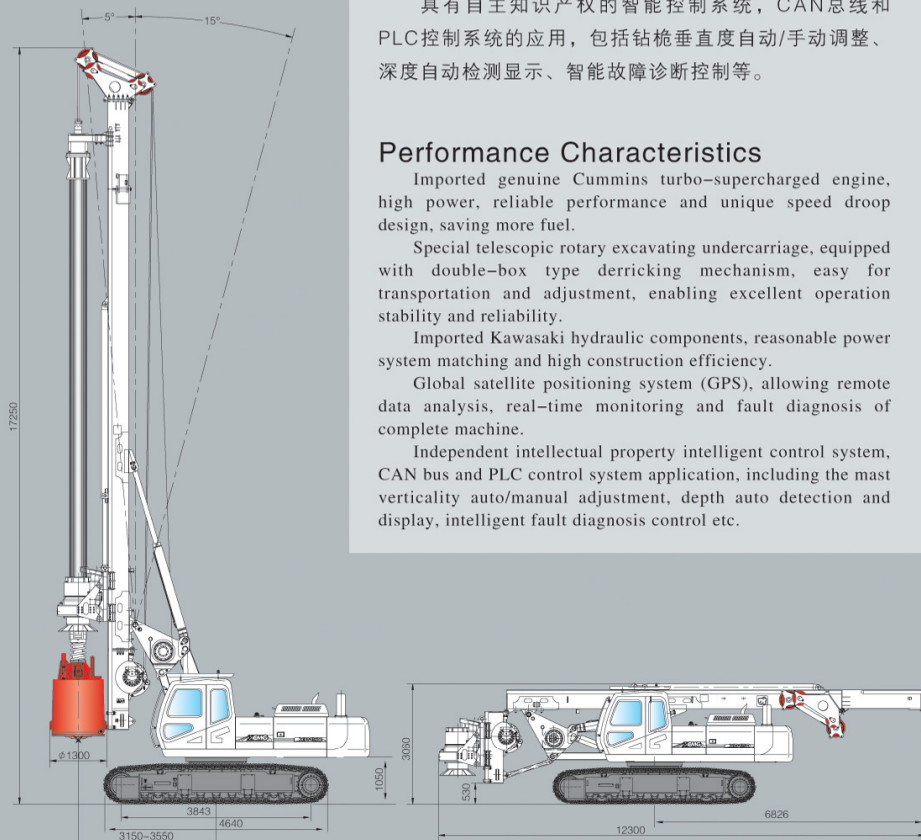 具有自主知识产权的智能控制系统，CAN总线和
PLC控制系统的应用，包括钻桅垂直度自动/手动调整、
深度自动检测显示、智能故障诊断控制等。
Performance Characteristics
Imported genuine Cummins turbo-supercharged engine,
high power, reliable performance and unique speed droop
design, saving more fuel.
Special telescopic rotary excavating undercarriage, equipped
with double-box type derricking mechanism, easy for
transportation and adjustment, enabling excellent operation
stability and reliability.
Imported Kawasaki hydraulic components, reasonable power
system matching and high construction efficiency.
Global satellite positioning system (GPS), allowing remote
data analysis, real-time monitoring and fault diagnosis of
complete machine.
Independent intellectual property intelligent control system,
CAN bus and PLC control system application, including the mast
verticality auto/manual adjustment, depth auto detection and
display, intelligent fault diagnosis control etc.
5°
15°
17250
φ1300
1050
3843
4640
3150~3550
3060
530
6826
12300